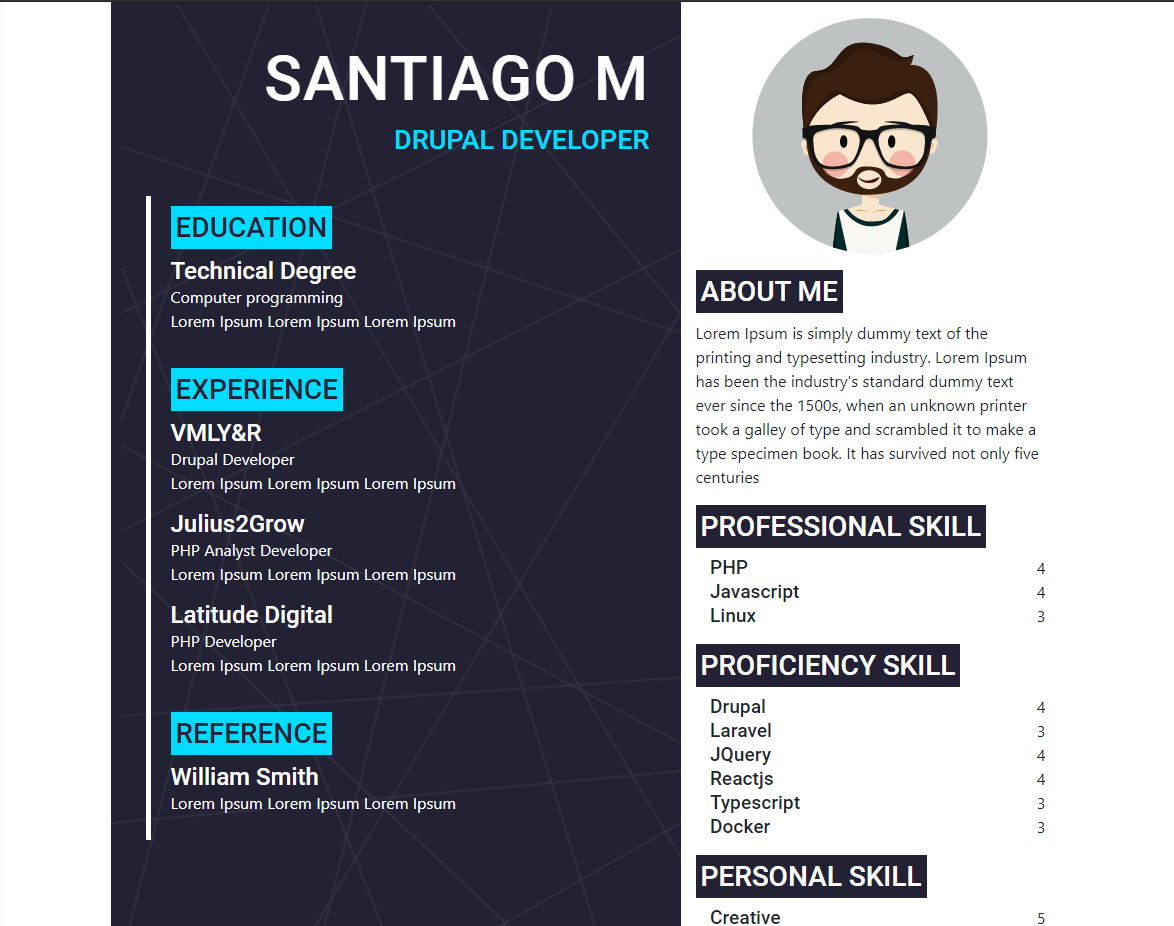 SANTIAGO M
DRUPAL DEVELOPER
EDUCATION
Technical Degree
Computer programming
Lorem Ipsum Lorem Ipsum Lorem Ipsum
EXPERIENCE
VMLY&R
Drupal Developer
Lorem Ipsum Lorem Ipsum Lorem Ipsum
Julius2Grow
PHP Analyst Developer
Lorem Ipsum Lorem Ipsum Lorem Ipsum
Latitude Digital
PHP Developer
Lorem Ipsum Lorem Ipsum Lorem Ipsum
REFERENCE
William Smith
Lorem Ipsum Lorem Ipsum Lorem Ipsum
ABOUT ME
Lorem Ipsum is simply dummy text of the
printing and typesetting industry. Lorem Ipsum
has been the industry's standard dummy text
ever since the 1500s, when an unknown printer
took a galley of type and scrambled it to make a
type specimen book. It has survived not only five
centuries
PROFESSIONAL SKILL
PHP 4
Javascript 4
Linux 3
PROFICIENCY SKILL
Drupal 4
Laravel 3
JQuery 4
Reactjs 4
Typescript 3
Docker 3
PERSONAL SKILL
Creative 5